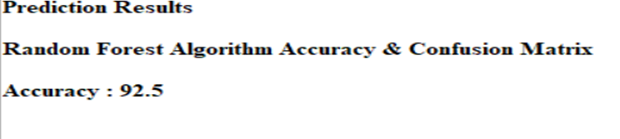 Prediction Results
Random Forest Algorithm Accuracy & Confusion Matrix
Accuracy : 92.5